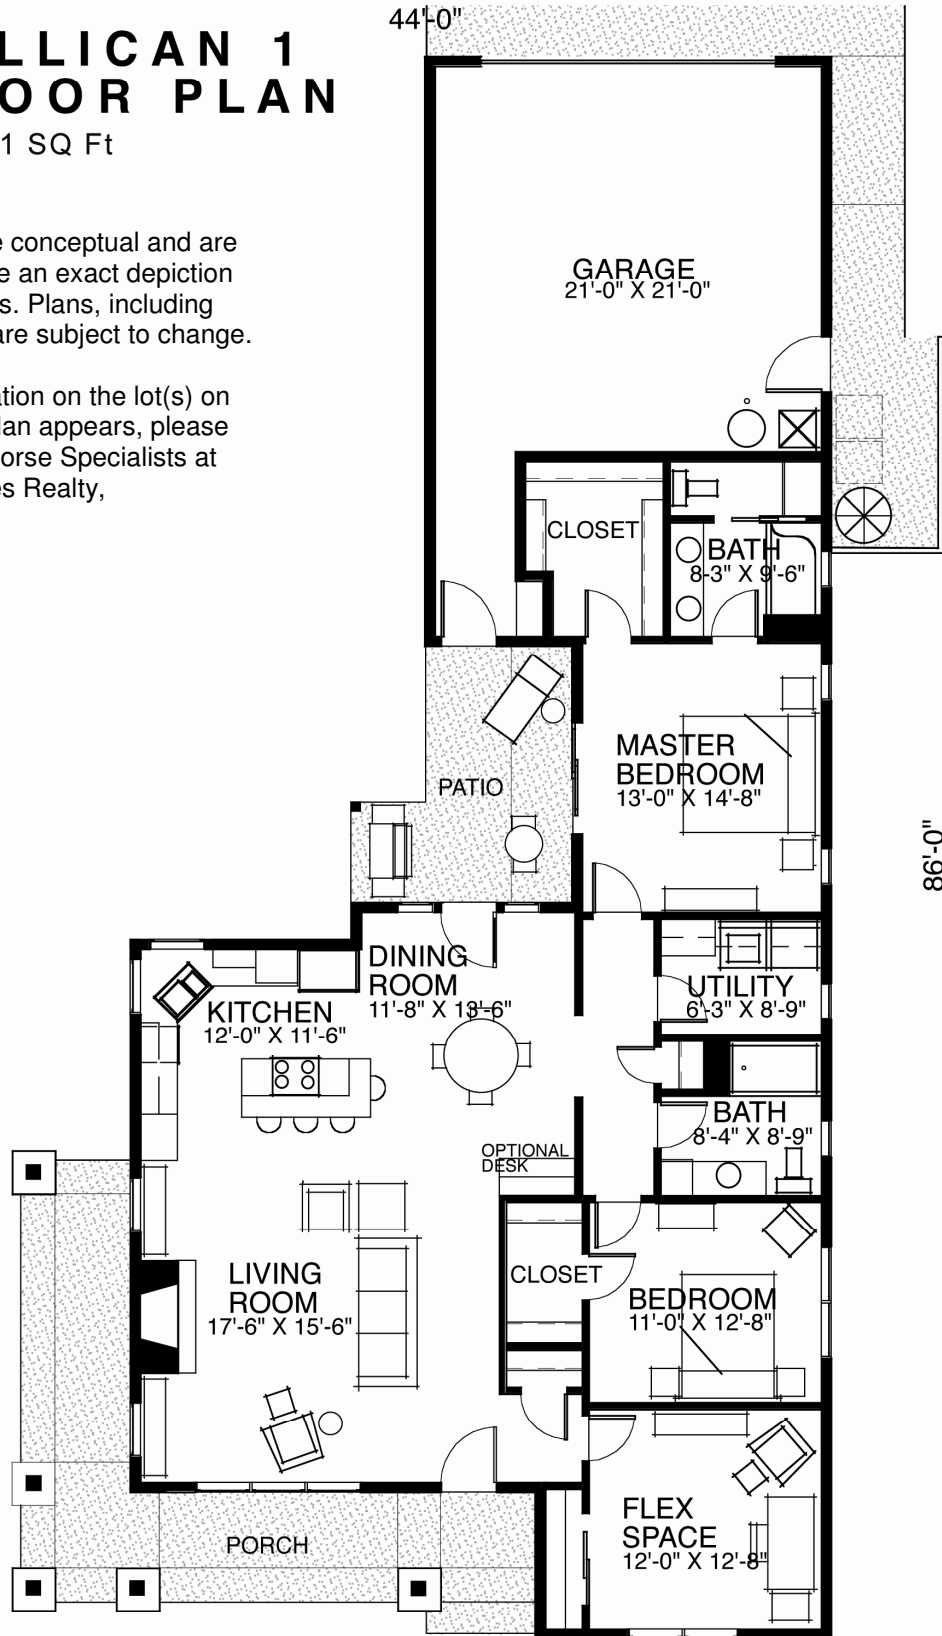 44'-0"
LLICAN 1
OOR PLAN
1 SQ Ft
e conceptual and are
e an exact depiction
s. Plans, including
are subject to change.
ation on the lot(s) on
lan appears, please
orse Specialists at
es Realty,
GARAGE
21'-0" X 21'-0"
CLOSET
BATH
8-3" X 9'-6"
MASTER
BEDROOM
13'-0" X 14'-8"
PATIO
86'-0"
DINING
ROOM
11'-8" X 13'-6"
KITCHEN
12'-0" X 11'-6"
UTILITY
6'-3" X 8'-9"
BATH
8'-4" X 8'-9"
OPTIONAL
DESK
LIVING
ROOM
17'-6" X 15'-6"
CLOSET
BEDROOM
11'-0" X 12'-8"
FLEX
SPACE
12'-0" X 12'-8"
PORCH